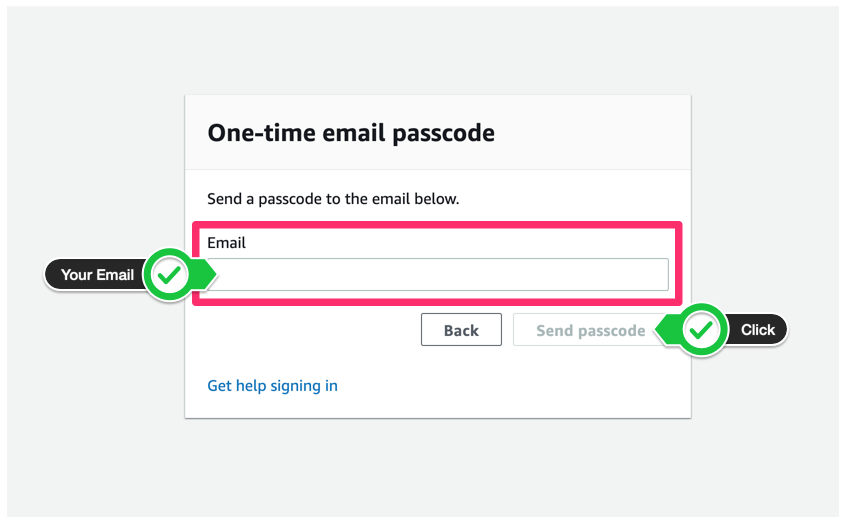 One-time email passcode
Send a passcode to the email below.
Email
Your Email
Back
Send passcode
Click
Get help signing in